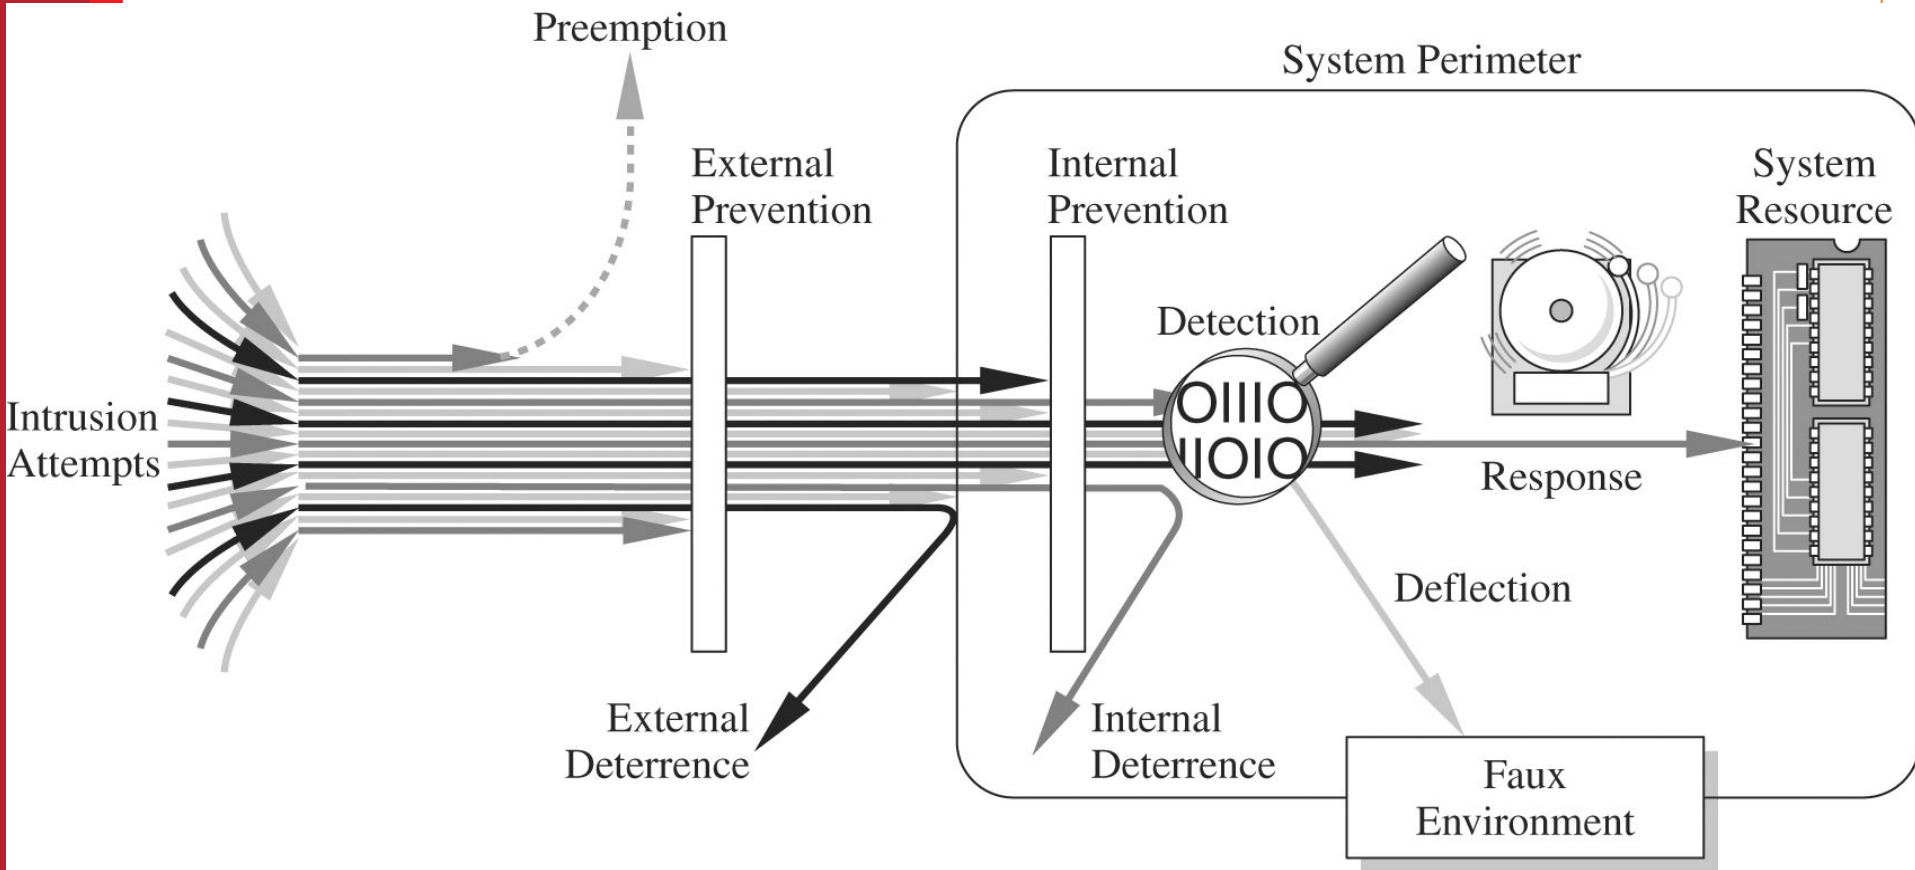 Preemption
System Perimeter
External
Prevention
Internal
Prevention
System
Resource
Detection
OIIIO
IIOIO
Intrusion
Attempts
Response
Deflection
External
Deterrence
Internal
Deterrence
Faux
Environment